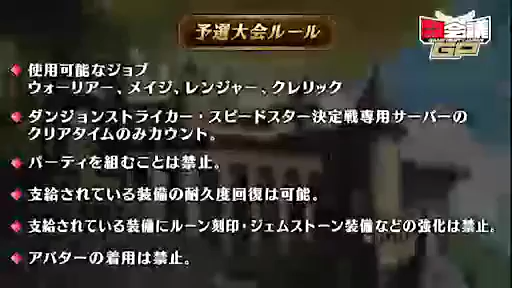 予選大会ルール
GP
使用可能なジョブ
ウォーリアー、メイジ、レンジャー、クレリック
ダンジョンストライカー・スピードスター決定戦専用サーバーの
クリアタイムのみカウント。
パーティを組むことは禁止。
支給されている装備の耐久度回復は可能。
支給されている装備にルーン刻印・ジェムストーン装備などの強化は禁止。
アバターの着用は禁止。